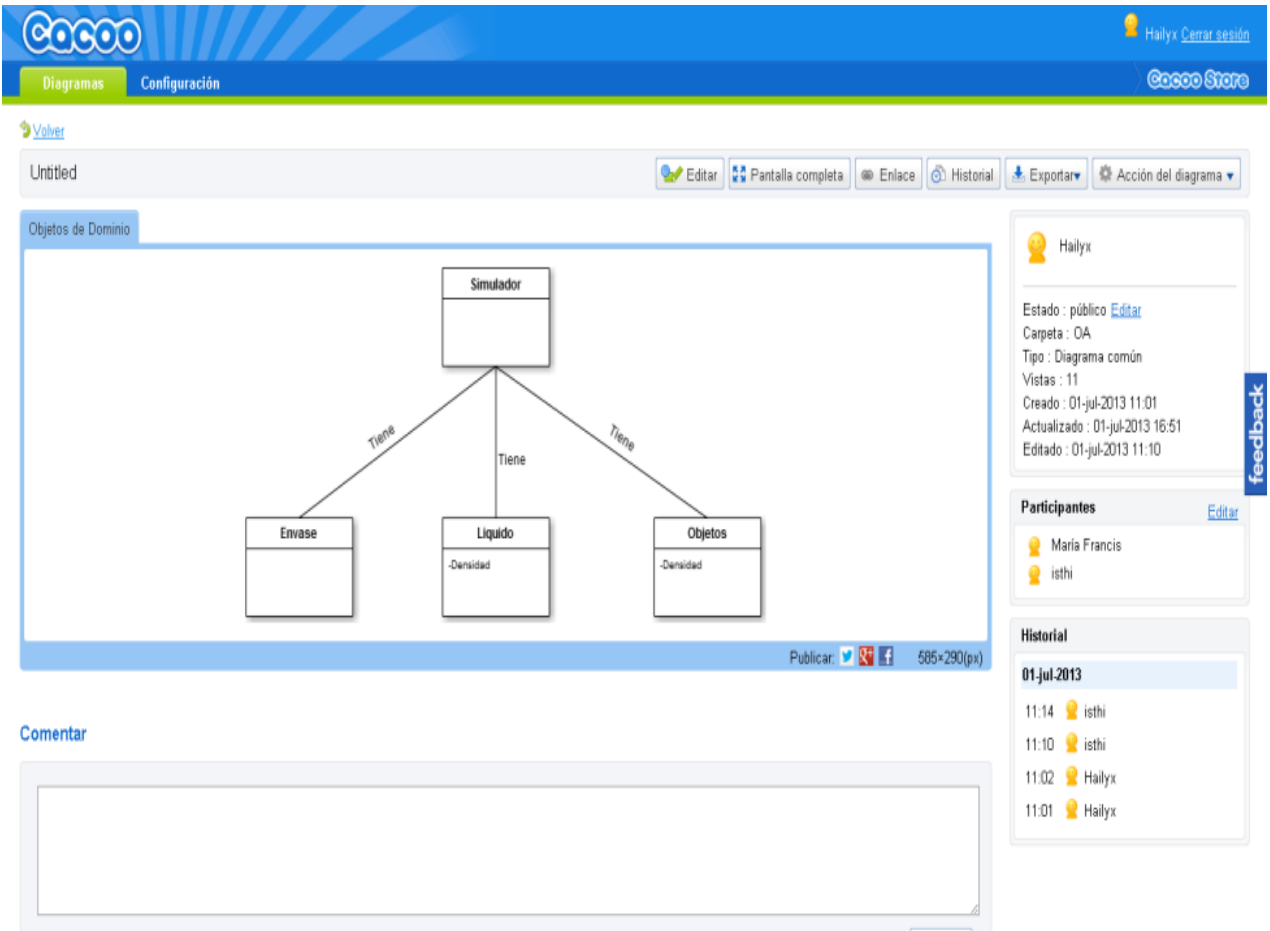 Cacoo
Hailyx Cerrar sesión
Diagramas Configuración
Cacoo Store
Volver
Untitled
Editar Pantalla completa Enlace Historial Exportar Acción del diagrama
Objetos de Dominio
Simulador
Tiene
Tiene
Tiene
Envase
Liquido
-Densidad
Objetos
-Densidad
Publicar: 585×290(px)
Comentar
Hailyx
Estado : público Editar
Carpeta : OA
Tipo : Diagrama común
Vistas : 11
Creado : 01-jul-2013 11:01
Actualizado : 01-jul-2013 16:51
Editado : 01-jul-2013 11:10
feedback
Participantes Editar
María Francis
isthi
Historial
01-jul-2013
11:14 isthi
11:10 isthi
11:02 Hailyx
11:01 Hailyx